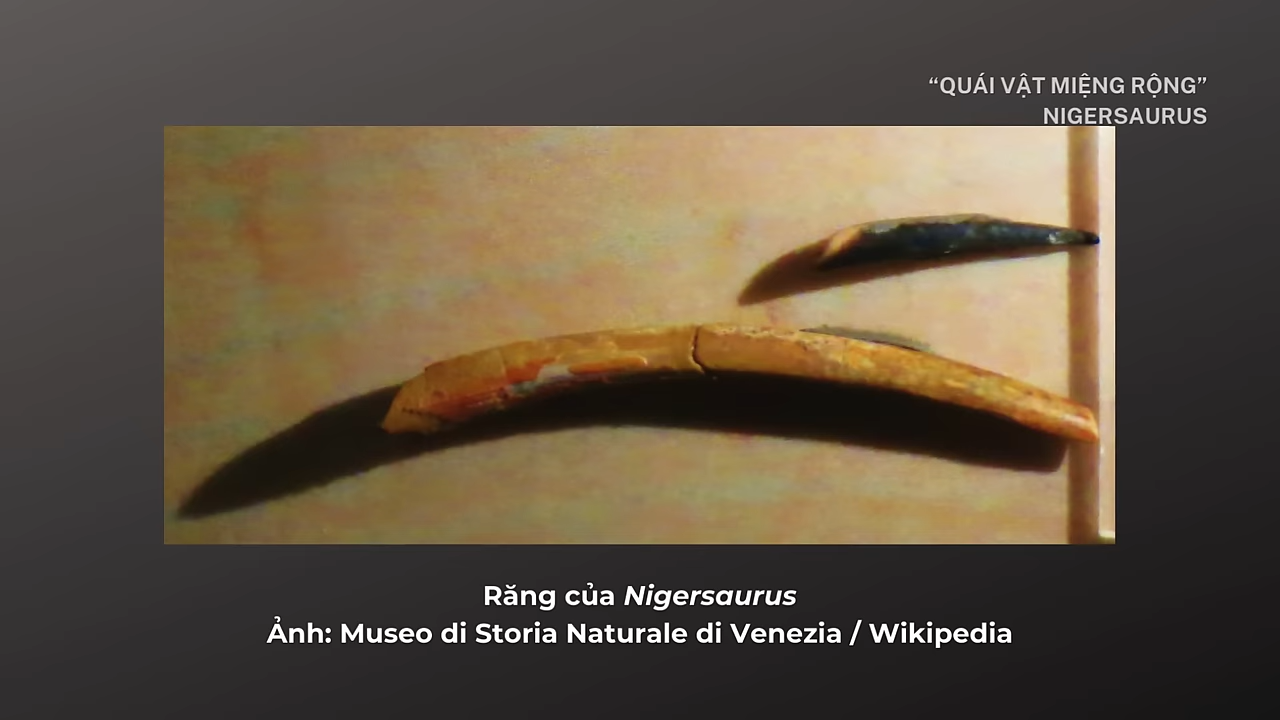 “QUÁI VẬT MIỆNG RỘNG”
NIGERSAURUS
Răng của Nigersaurus
Ảnh: Museo di Storia Naturale di Venezia / Wikipedia